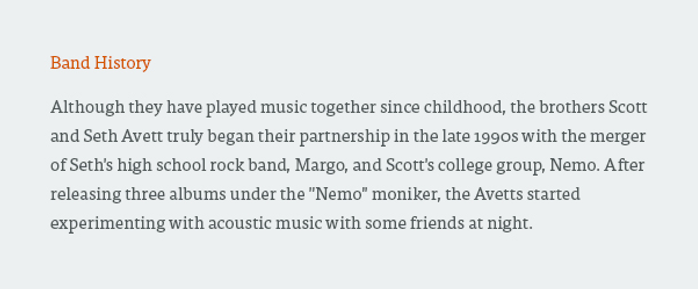 Band History
Although they have played music together since childhood, the brothers Scott
and Seth Avett truly began their partnership in the late 1990s with the merger
of Seth's high school rock band, Margo, and Scott's college group, Nemo. After
releasing three albums under the "Nemo" moniker, the Avetts started
experimenting with acoustic music with some friends at night.